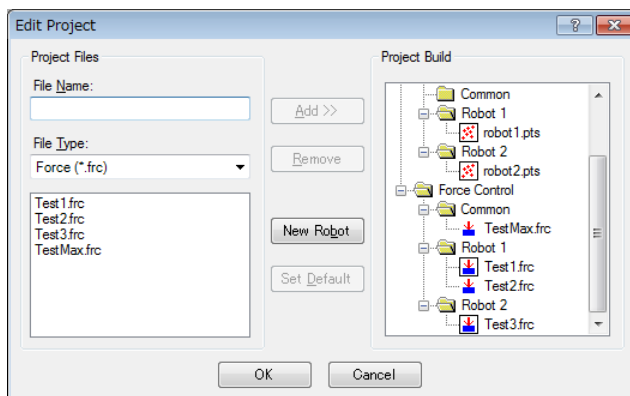 Edit Project
Project Files
File Name:
File Type:
Force (*.frc)
Test1.frc
Test2.frc
Test3.frc
TestMax.frc
Add >>
Remove
New Robot
Set Default
Project Build
Common
Robot 1
robot1.pts
Robot 2
robot2.pts
Force Control
Common
TestMax.frc
Robot 1
Test1.frc
Test2.frc
Robot 2
Test3.frc
OK
Cancel